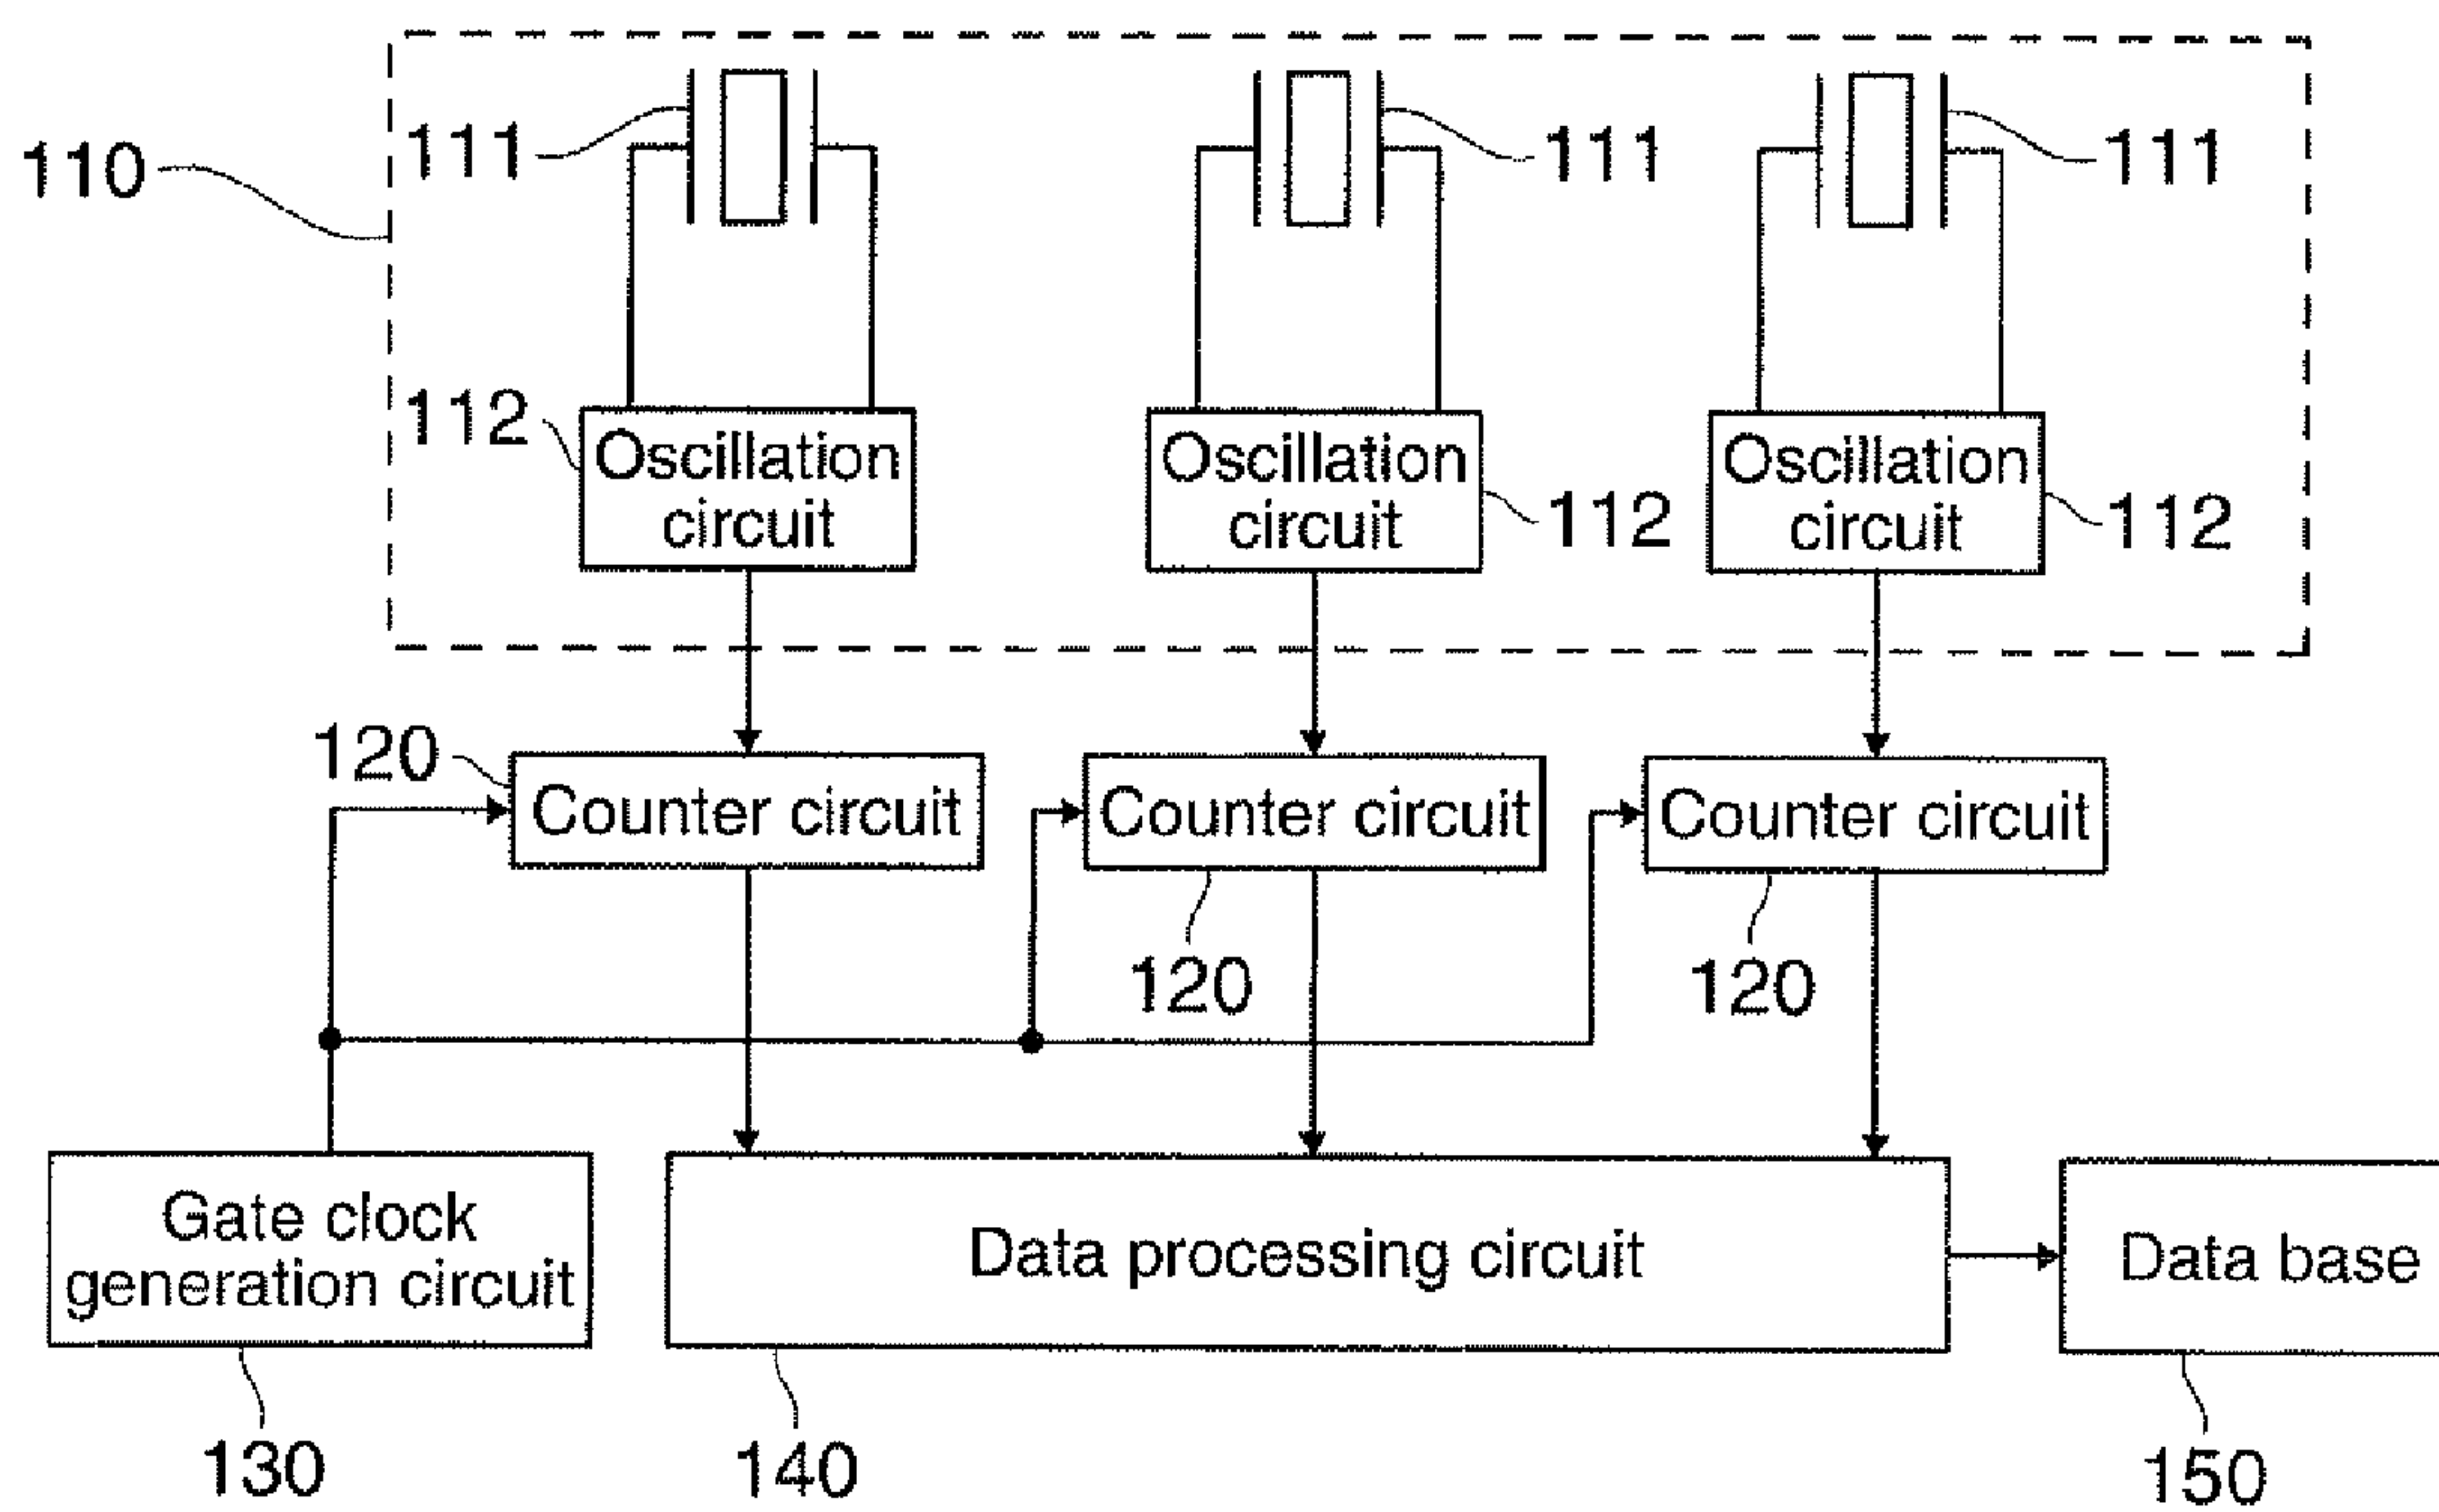 110
111
111
111
112
Oscillation
circuit
Oscillation
circuit
112
Oscillation
circuit
112
120
Counter circuit
Counter circuit
Counter circuit
120
120
Gate clock
generation circuit
Data processing circuit
Data base
130
140
150